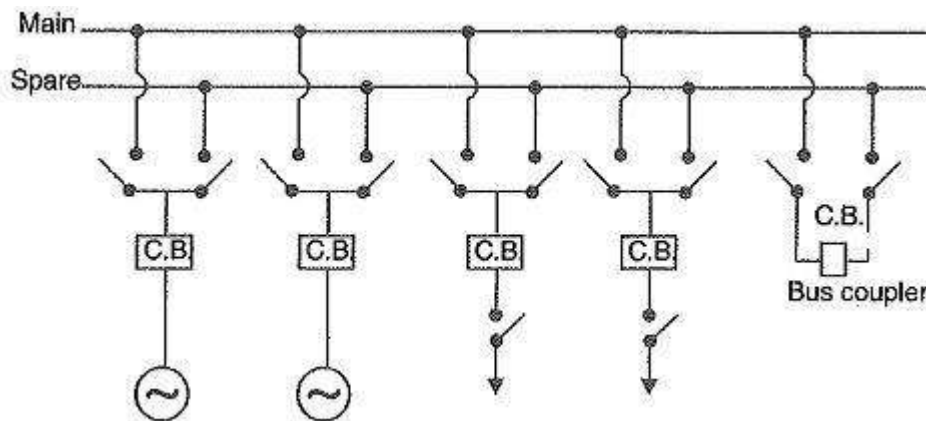 Main
Spare
C.B.
C.B
C.B.
C.B
C.B
Bus coupler